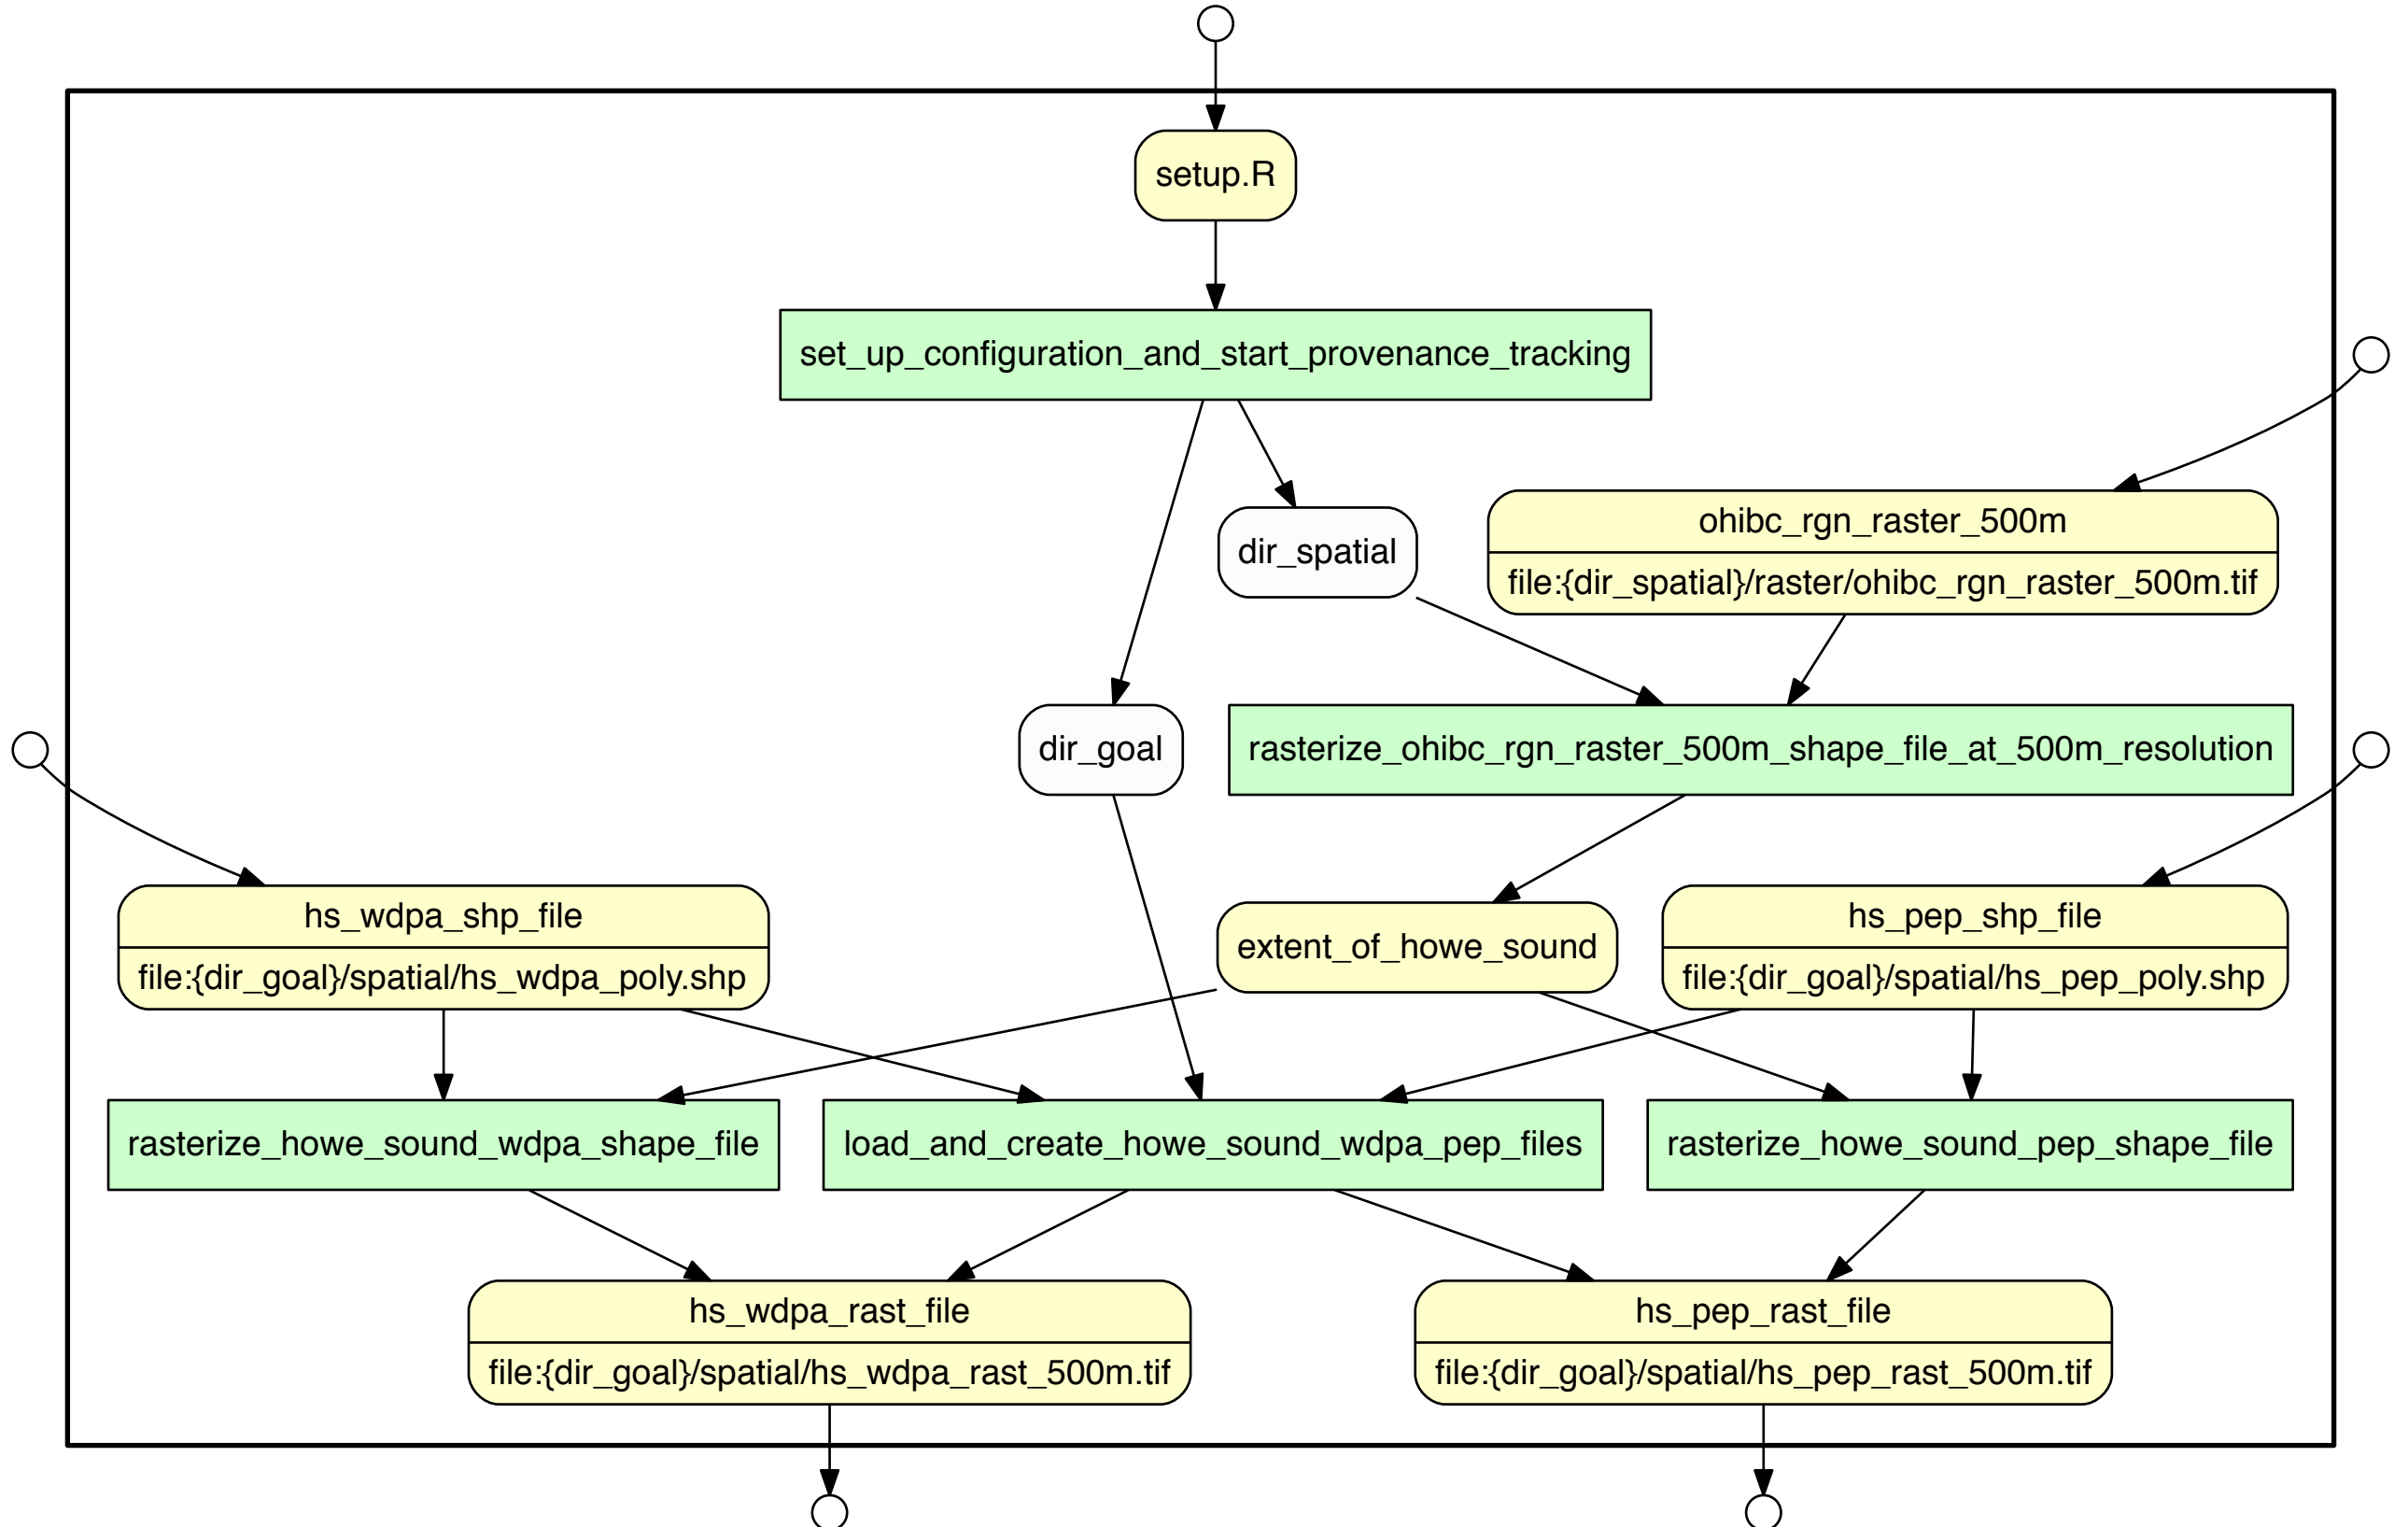 setup.R
set_up_configuration_and_start_provenance_tracking
dir_spatial
ohibc_rgn_raster_500m
file:{dir_spatial}/raster/ohibc_rgn_raster_500m.tif
dir_goal
rasterize_ohibc_rgn_raster_500m_shape_file_at_500m_resolution
hs_wdpa_shp_file
file:{dir_goal}/spatial/hs_wdpa_poly.shp
extent_of_howe_sound
hs_pep_shp_file
file:{dir_goal}/spatial/hs_pep_poly.shp
rasterize_howe_sound_wdpa_shape_file
load_and_create_howe_sound_wdpa_pep_files
rasterize_howe_sound_pep_shape_file
hs_wdpa_rast_file
file:{dir_goal}/spatial/hs_wdpa_rast_500m.tif
hs_pep_rast_file
file:{dir_goal}/spatial/hs_pep_rast_500m.tif